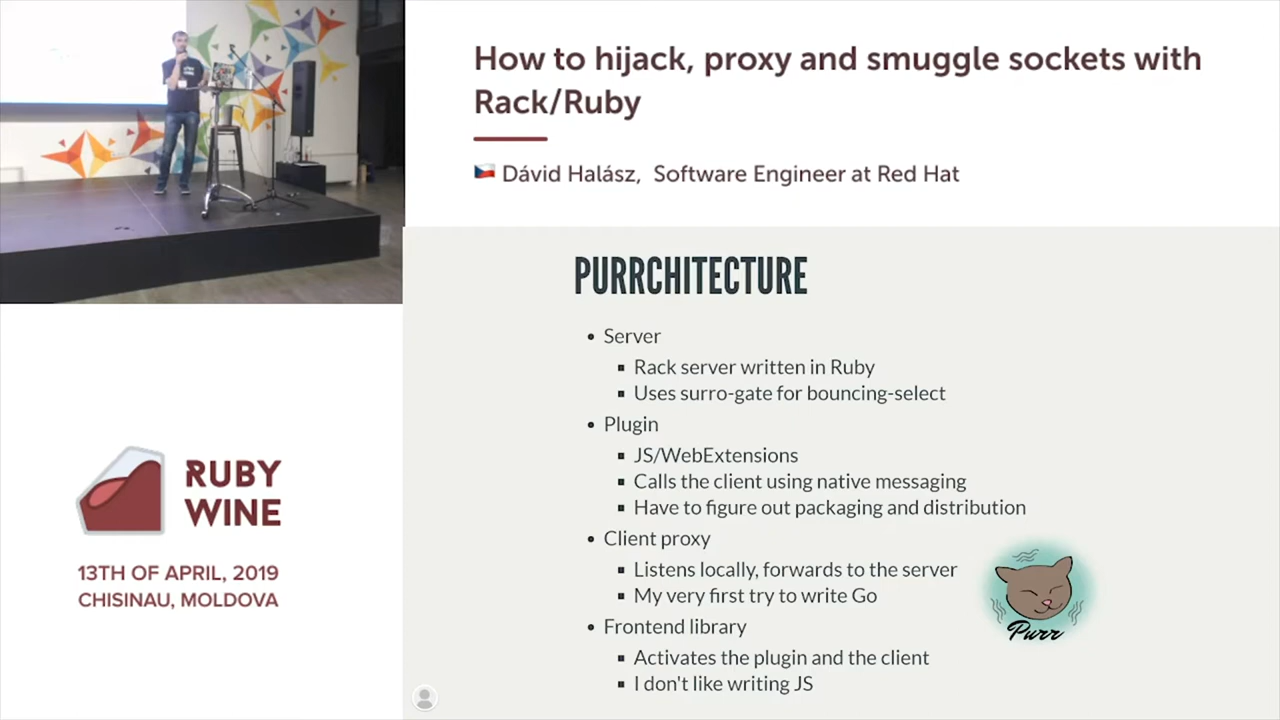 How to hijack, proxy and smuggle sockets with
Rack/Ruby
Dávid Halász, Software Engineer at Red Hat
PURRCHITECTURE
Server
Rack server written in Ruby
Uses surro-gate for bouncing-select
Plugin
JS/WebExtensions
Calls the client using native messaging
Have to figure out packaging and distribution
Client proxy
Listens locally, forwards to the server
My very first try to write Go
Frontend library
Activates the plugin and the client
I don't like writing JS
Purr
RUBY
WINE
13TH OF APRIL, 2019
CHISINAU, MOLDOVA